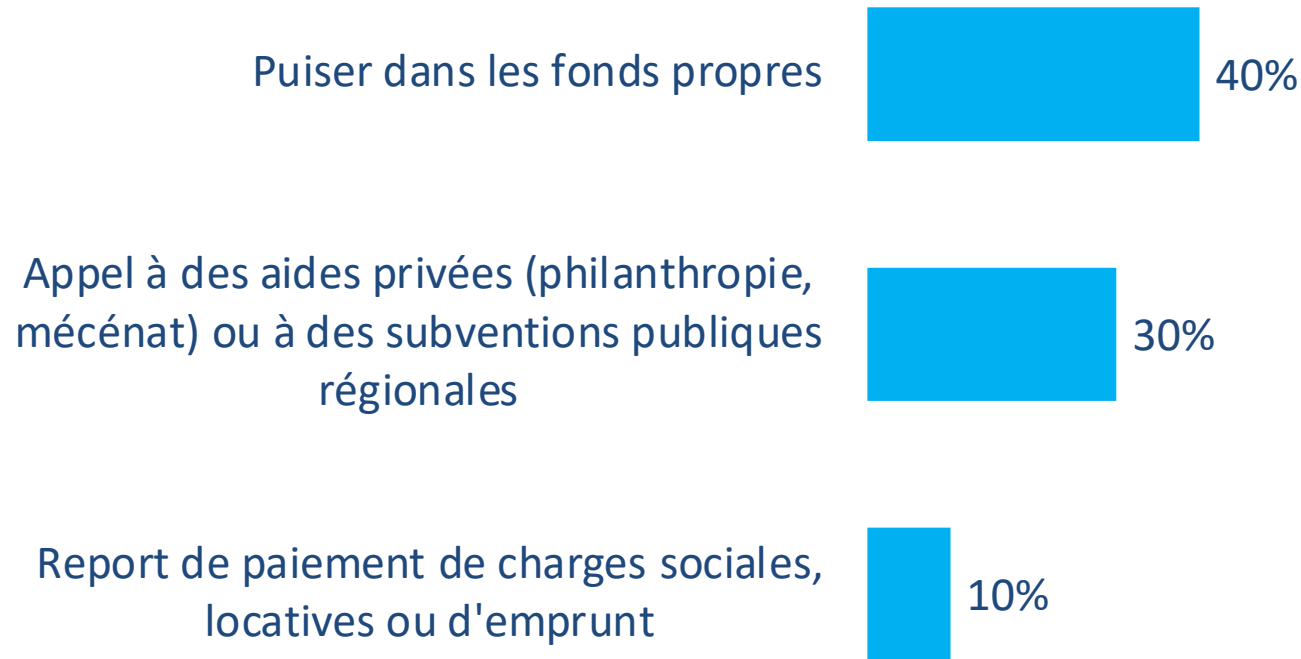 Puiser dans les fonds propres
40%
Appel à des aides privées (philanthropie,
mécénat) ou à des subventions publiques
régionales
30%
Report de paiement de charges sociales,
locatives ou d'emprunt
10%